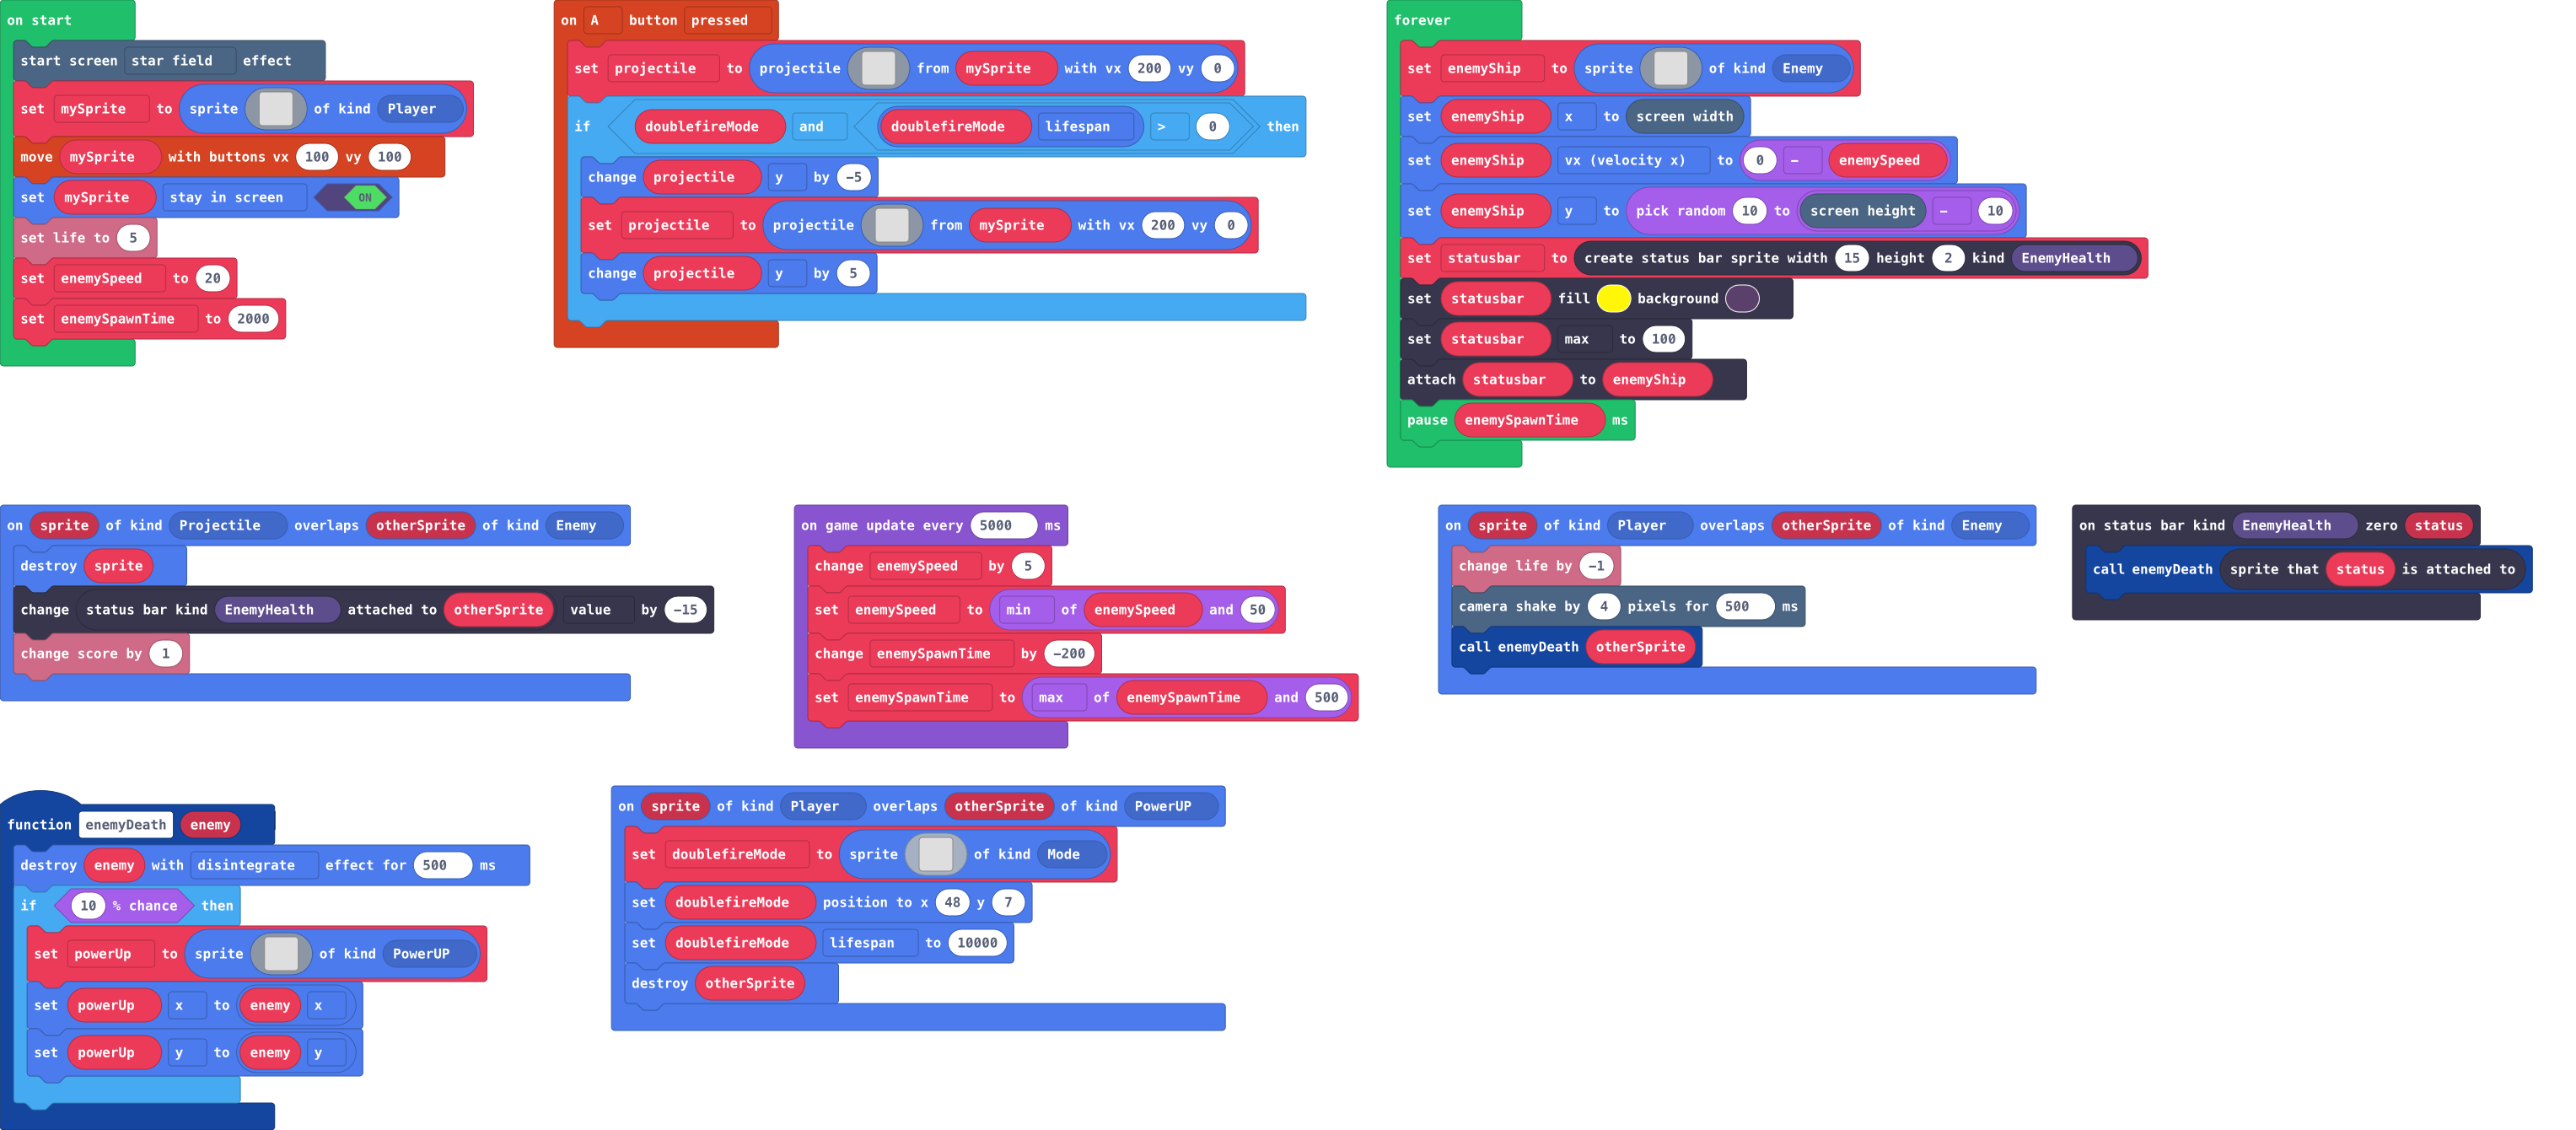 on start
start screen star field effect
set mySprite to sprite of kind Player
move mySprite with buttons vx 100 vy 100
set mySprite stay in screen ON
set life to 5
set enemySpeed to 20
set enemySpawnTime to 2000
on A button pressed
set projectile to projectile from mySprite with vx 200 vy 0
if doublefireMode and doublefireMode lifespan > 0 then
change projectile y by -5
set projectile to projectile from mySprite with vx 200 vy 0
change projectile y by 5
forever
set enemyShip to sprite of kind Enemy
set enemyShip x to screen width
set enemyShip vx (velocity x) to 0 - enemySpeed
set enemyShip y to pick random 10 to screen height - 10
set statusbar to create status bar sprite width 15 height 2 kind EnemyHealth
set statusbar fill background
set statusbar max to 100
attach statusbar to enemyShip
pause enemySpawnTime ms
on sprite of kind Projectile overlaps otherSprite of kind Enemy
destroy sprite
change status bar kind EnemyHealth attached to otherSprite value by -15
change score by 1
on game update every 5000 ms
change enemySpeed by 5
set enemySpeed to min of enemySpeed and 50
change enemySpawnTime by -200
set enemySpawnTime to max of enemySpawnTime and 500
on sprite of kind Player overlaps otherSprite of kind Enemy
change life by -1
camera shake by 4 pixels for 500 ms
call enemyDeath otherSprite
on status bar kind EnemyHealth zero status
call enemyDeath sprite that status is attached to
function enemyDeath enemy
destroy enemy with disintegrate effect for 500 ms
if 10 % chance then
set powerUp to sprite of kind PowerUP
set powerUp x to enemy x
set powerUp y to enemy y
on sprite of kind Player overlaps otherSprite of kind PowerUP
set doublefireMode to sprite of kind Mode
set doublefireMode position to x 48 y 7
set doublefireMode lifespan to 10000
destroy otherSprite